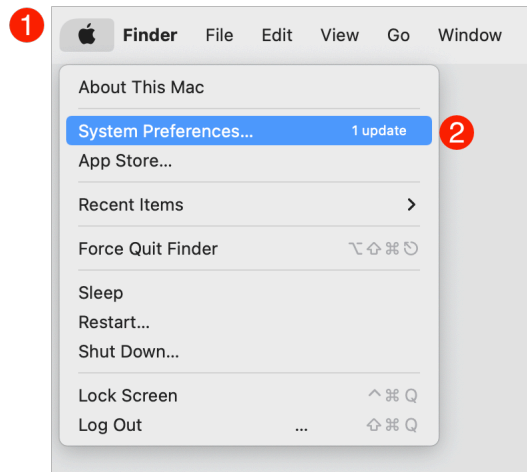 1
Finder File Edit View Go Window
About This Mac
System Preferences... 1 update
2
App Store...
Recent Items
Force Quit Finder ⌥⇧⌘⎋
Sleep
Restart...
Shut Down...
Lock Screen ^⌘Q
Log Out ... ⇧⌘Q